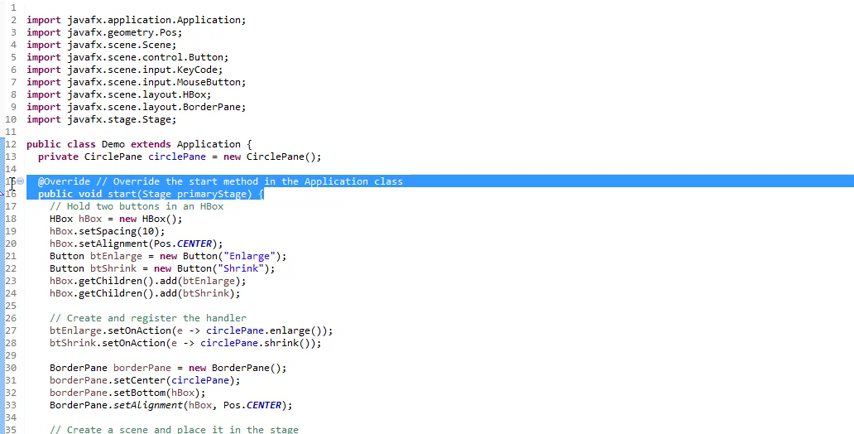 1
2 import javafx.application.Application;
3 import javafx.geometry.Pos;
4 import javafx.scene.Scene;
5 import javafx.scene.control.Button;
6 import javafx.scene.input.KeyCode;
7 import javafx.scene.input.MouseButton;
8 import javafx.scene.layout.HBox;
9 import javafx.scene.layout.BorderPane;
10 import javafx.stage.Stage;
11
12 public class Demo extends Application {
13 private CirclePane circlePane = new CirclePane();
14
15 @Override // Override the start method in the Application class
16 public void start(Stage primaryStage) {
17 // Hold two buttons in an HBox
18 HBox hBox = new HBox();
19 hBox.setSpacing(10);
20 hBox.setAlignment(Pos.CENTER);
21 Button btEnlarge = new Button("Enlarge");
22 Button btShrink = new Button("Shrink");
23 hBox.getChildren().add(btEnlarge);
24 hBox.getChildren().add(btShrink);
25
26 // Create and register the handler
27 btEnlarge.setOnAction(e -> circlePane.enlarge());
28 btShrink.setOnAction(e -> circlePane.shrink());
29
30 BorderPane borderPane = new BorderPane();
31 borderPane.setCenter(circlePane);
32 borderPane.setBottom(hBox);
33 BorderPane.setAlignment(hBox, Pos.CENTER);
34
35 // Create a scene and place it in the stage